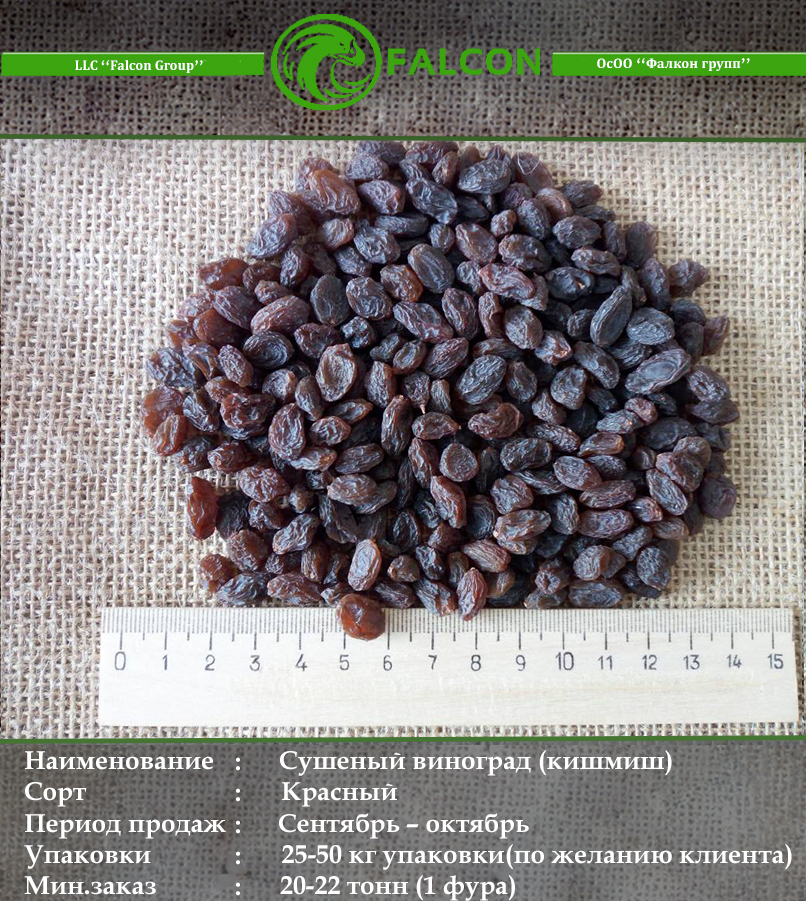 LLC “Falcon Group”
FALCON
ОсОО “Фалкон групп”
0 1 2 3 4 5 6 7 8 9 10 11 12 13 14 15
Наименование : Сушеный виноград (кишмиш)
Сорт : Красный
Период продаж : Сентябрь – октябрь
Упаковки : 25-50 кг упаковки(по желанию клиента)
Мин.заказ : 20-22 тонн (1 фура)